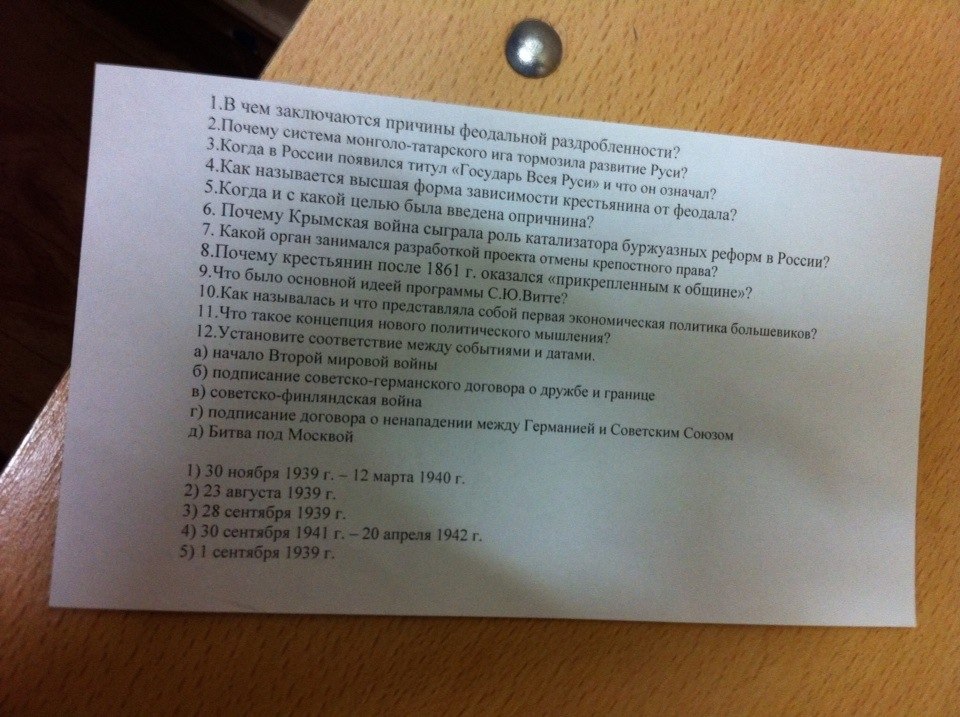 1.В чем заключаются причины феодальной раздробленности?
2.Почему система монголо-татарского ига тормозила развитие Руси?
3.Когда в России появился титул «Государь Всея Руси» и что он означал?
4.Как называется высшая форма зависимости крестьянина от феодала?
5.Когда и с какой целью была введена опричнина?
6. Почему Крымская война сыграла роль катализатора буржуазных реформ в России?
7. Какой орган занимался разработкой проекта отмены крепостного права?
8.Почему крестьянин после 1861 г. оказался «прикрепленным к общине»?
9.Что было основной идеей программы С.Ю.Витте?
10.Как называлась и что представляла собой первая экономическая политика большевиков?
11.Что такое концепция нового политического мышления?
12.Установите соответствие между событиями и датами.
а) начало Второй мировой войны
б) подписание советско-германского договора о дружбе и границе
в) советско-финляндская война
г) подписание договора о ненападении между Германией и Советским Союзом
д) Битва под Москвой
1) 30 ноября 1939 г. – 12 марта 1940 г.
2) 23 августа 1939 г.
3) 28 сентября 1939 г.
4) 30 сентября 1941 г. – 20 апреля 1942 г.
5) 1 сентября 1939 г.